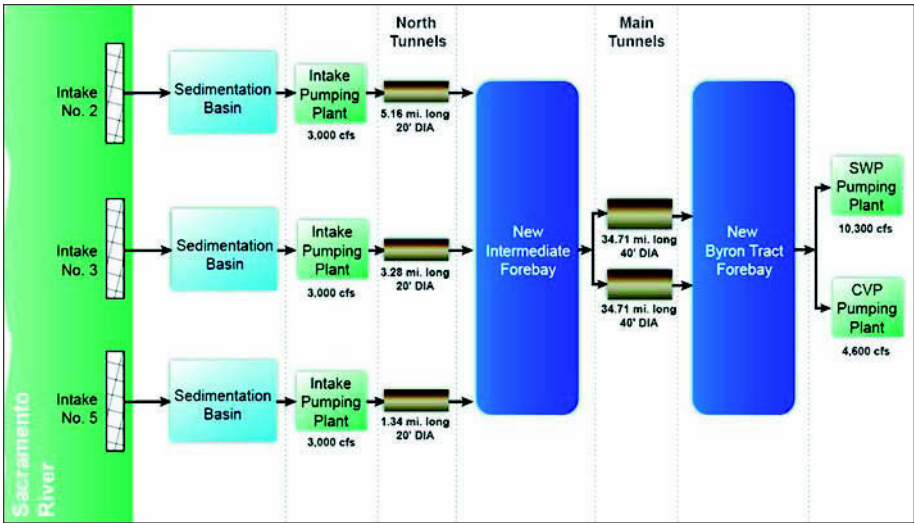 North
Tunnels
Main
Tunnels
Intake
No. 2
Sedimentation
Basin
Intake
Pumping
Plant
3,000 cfs
5.16 mi. long
20' DIA
Intake
No. 3
Sedimentation
Basin
Intake
Pumping
Plant
3,000 cfs
3.28 mi. long
20' DIA
Intake
No. 5
Sedimentation
Basin
Intake
Pumping
Plant
3,000 cfs
1.34 mi. long
20' DIA
New
Intermediate
Forebay
34.71 mi. long
40' DIA
34.71 mi. long
40' DIA
New
Byron Tract
Forebay
SWP
Pumping
Plant
10,300 cfs
CVP
Pumping
Plant
4,600 cfs
Sacramento
River